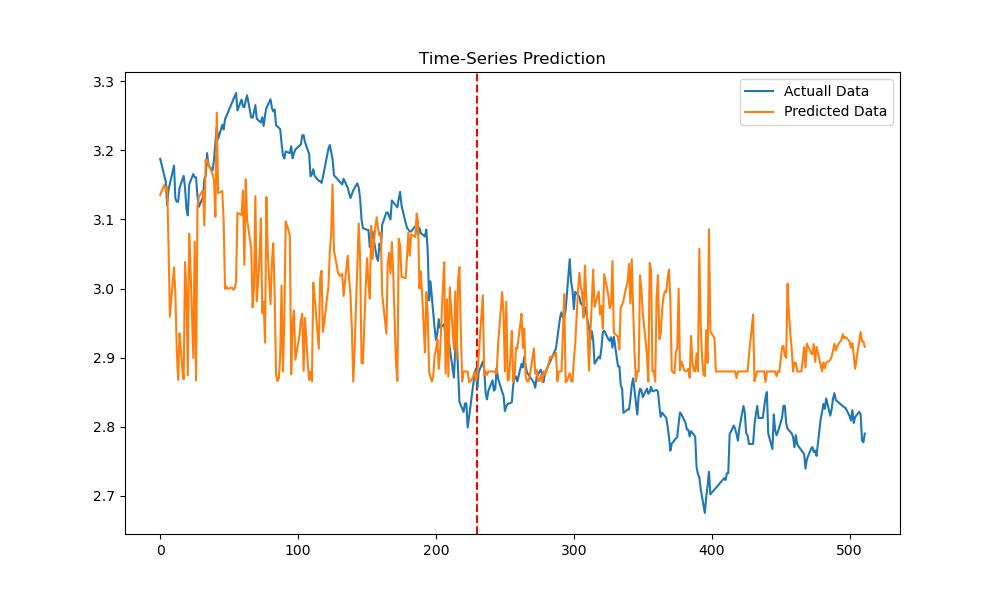 Time-Series Prediction
Actuall Data
Predicted Data
3.3
3.2
3.1
3.0
2.9
2.8
2.7
0 100 200 300 400 500